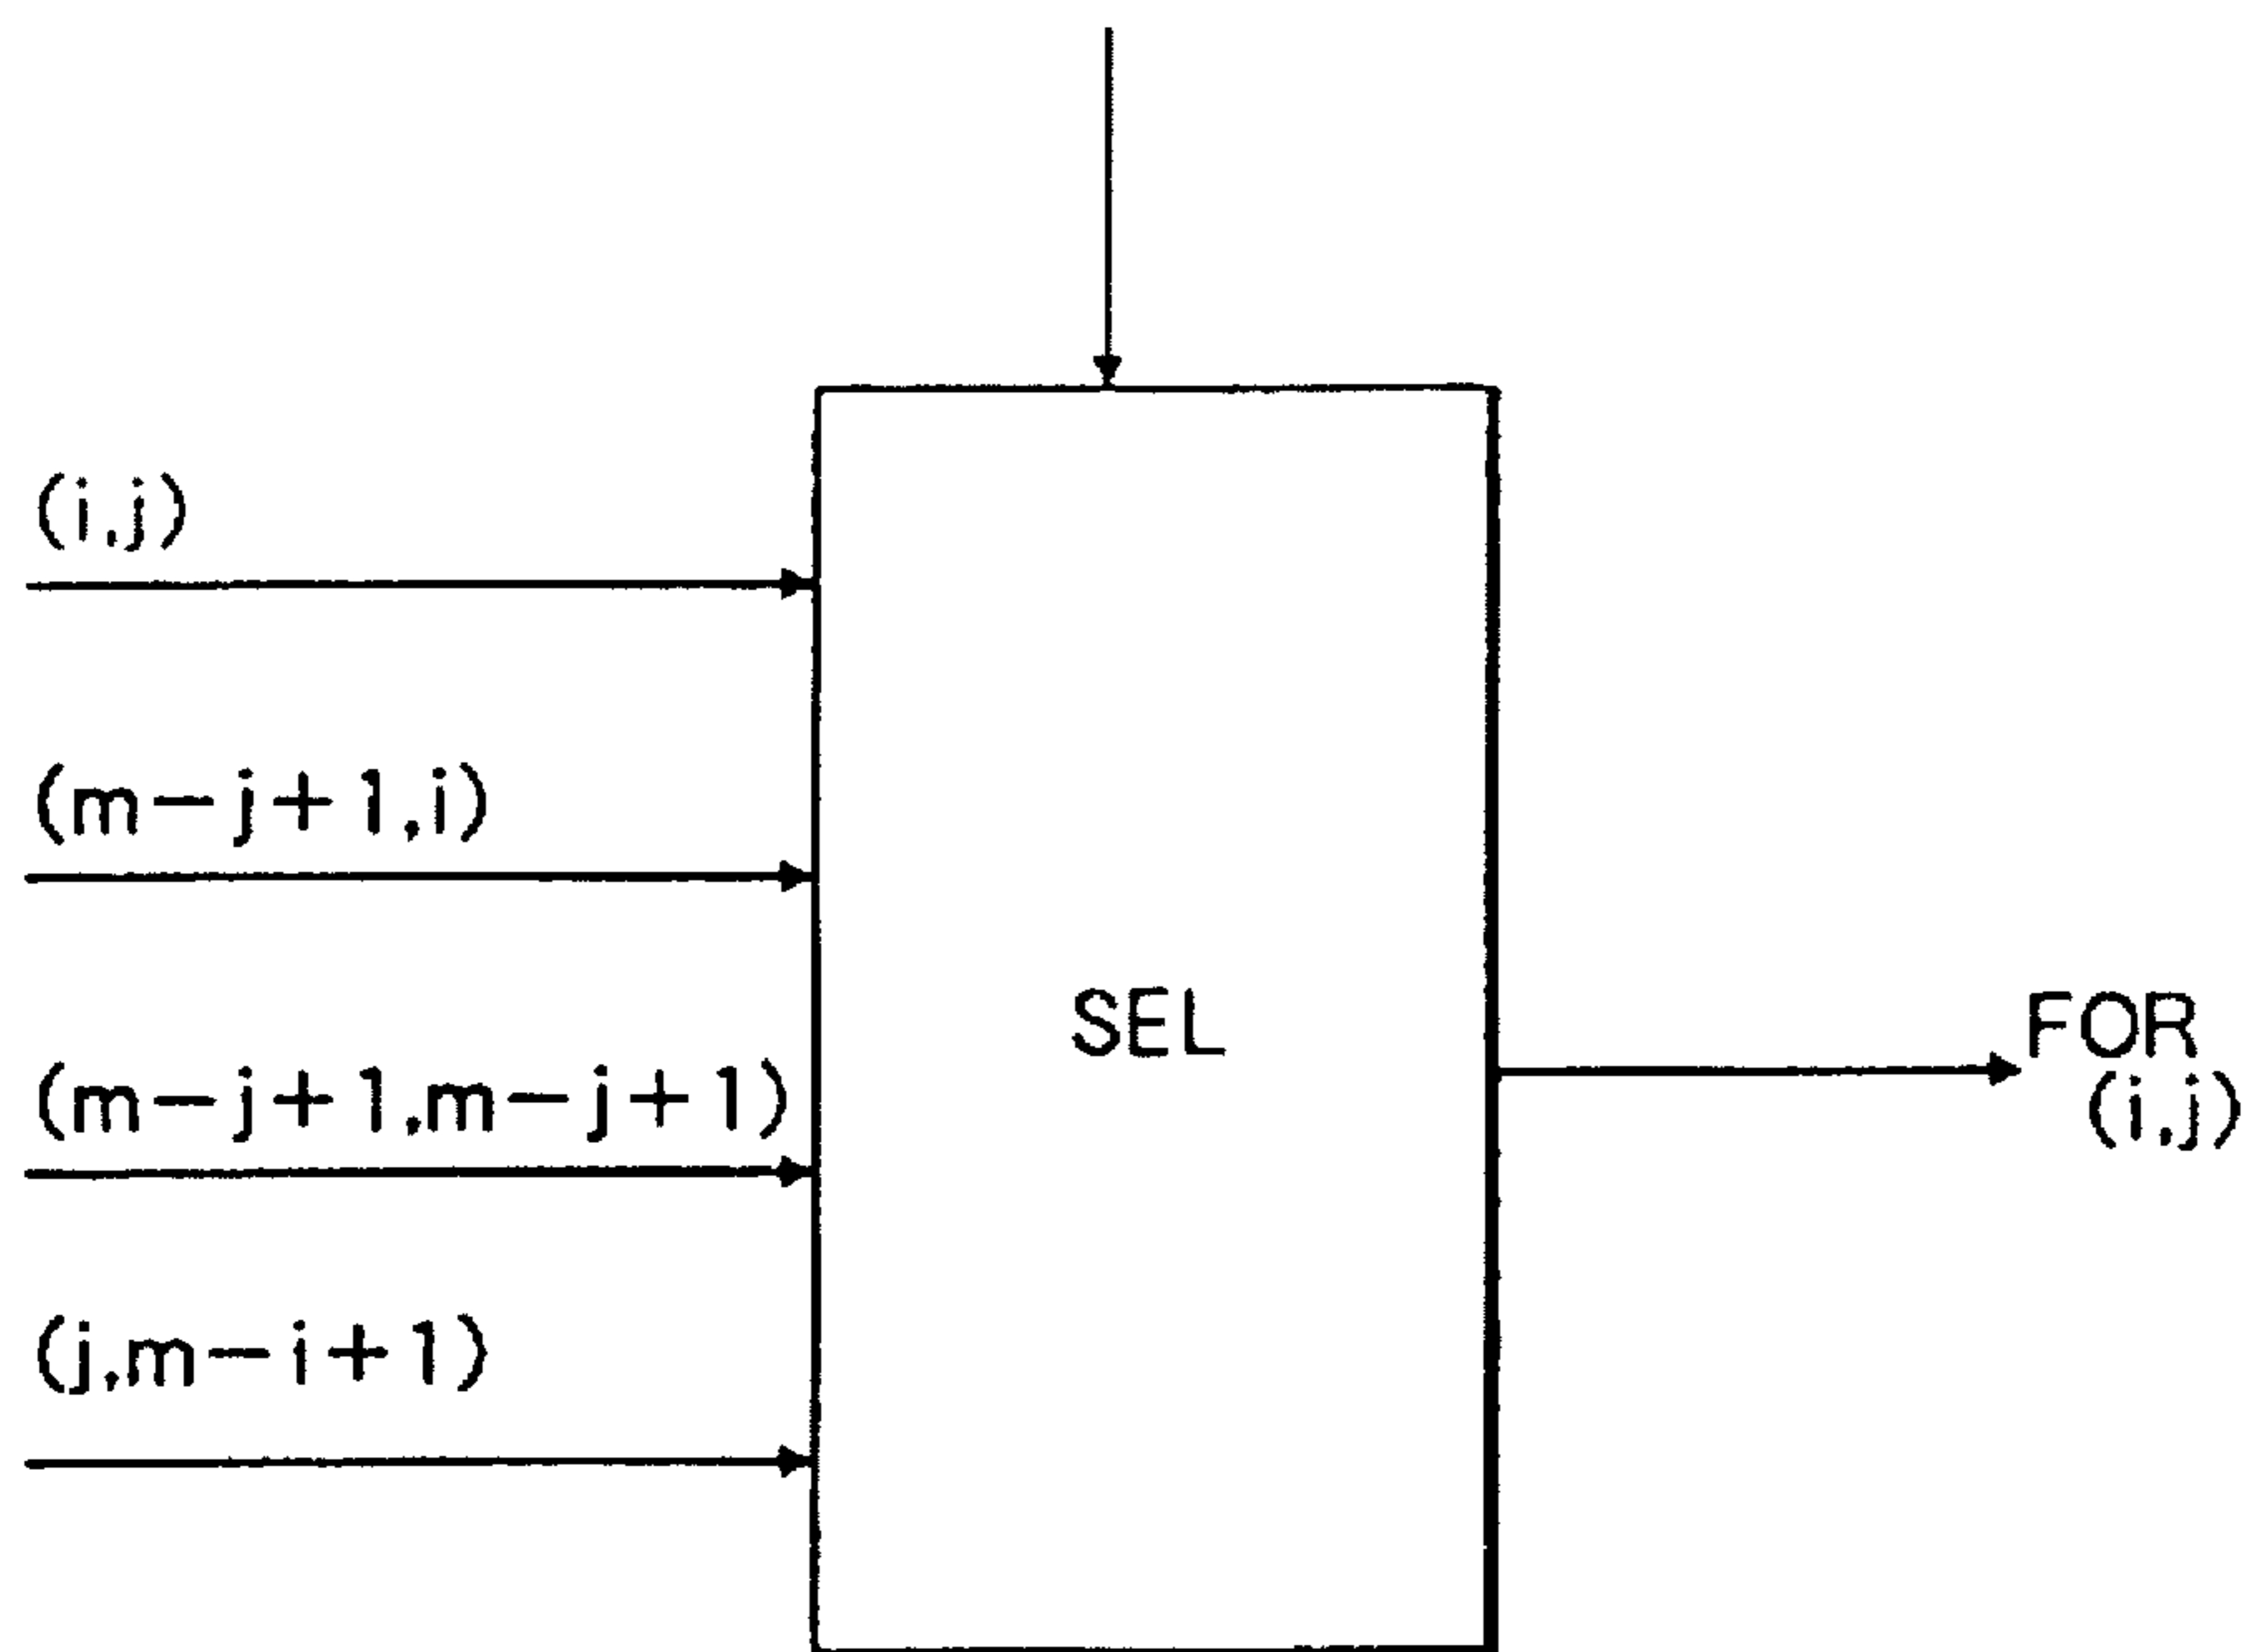 (i,j)
(m-j+1,i)
SEL
FOR
(m-j+1,m-j+1)
(i,j)
(j,m-i+1)